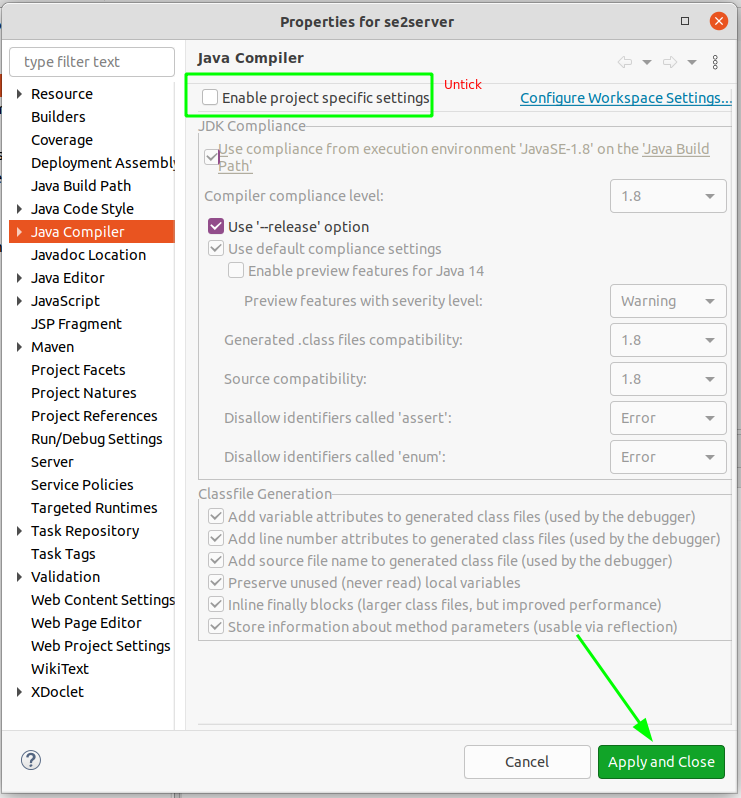 Properties for se2server
type filter text
Resource
Builders
Coverage
Deployment Assembly
Java Build Path
Java Code Style
Java Compiler
Javadoc Location
Java Editor
JavaScript
JSP Fragment
Maven
Project Facets
Project Natures
Project References
Run/Debug Settings
Server
Service Policies
Targeted Runtimes
Task Repository
Task Tags
Validation
Web Content Settings
Web Page Editor
Web Project Settings
WikiText
XDoclet
Java Compiler
Enable project specific settings
Untick
Configure Workspace Settings...
JDK Compliance
Use compliance from execution environment 'JavaSE-1.8' on the 'Java Build
Path'
Compiler compliance level: 1.8
Use '--release' option
Use default compliance settings
Enable preview features for Java 14
Preview features with severity level: Warning
Generated .class files compatibility: 1.8
Source compatibility: 1.8
Disallow identifiers called 'assert': Error
Disallow identifiers called 'enum': Error
Classfile Generation
Add variable attributes to generated class files (used by the debugger)
Add line number attributes to generated class files (used by the debugger)
Add source file name to generated class file (used by the debugger)
Preserve unused (never read) local variables
Inline finally blocks (larger class files, but improved performance)
Store information about method parameters (usable via reflection)
?
Cancel
Apply and Close